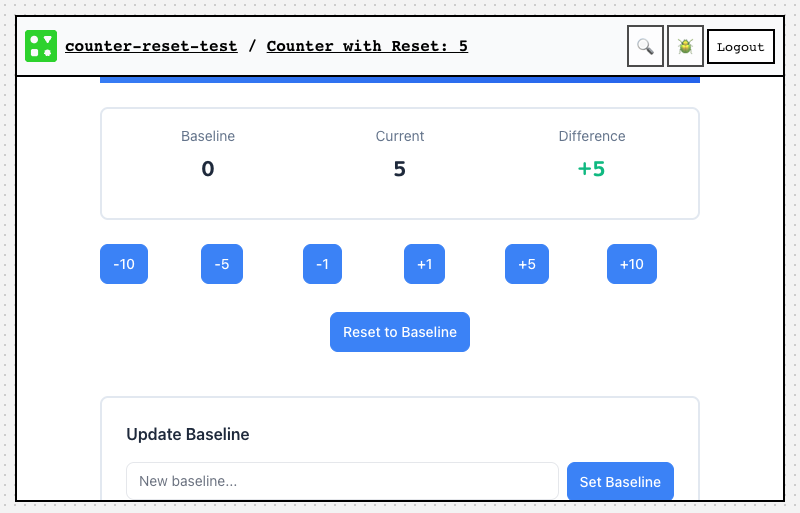 counter-reset-test / Counter with Reset: 5
Logout
Baseline Current Difference
0 5 +5
-10 -5 -1 +1 +5 +10
Reset to Baseline
Update Baseline
New baseline... Set Baseline